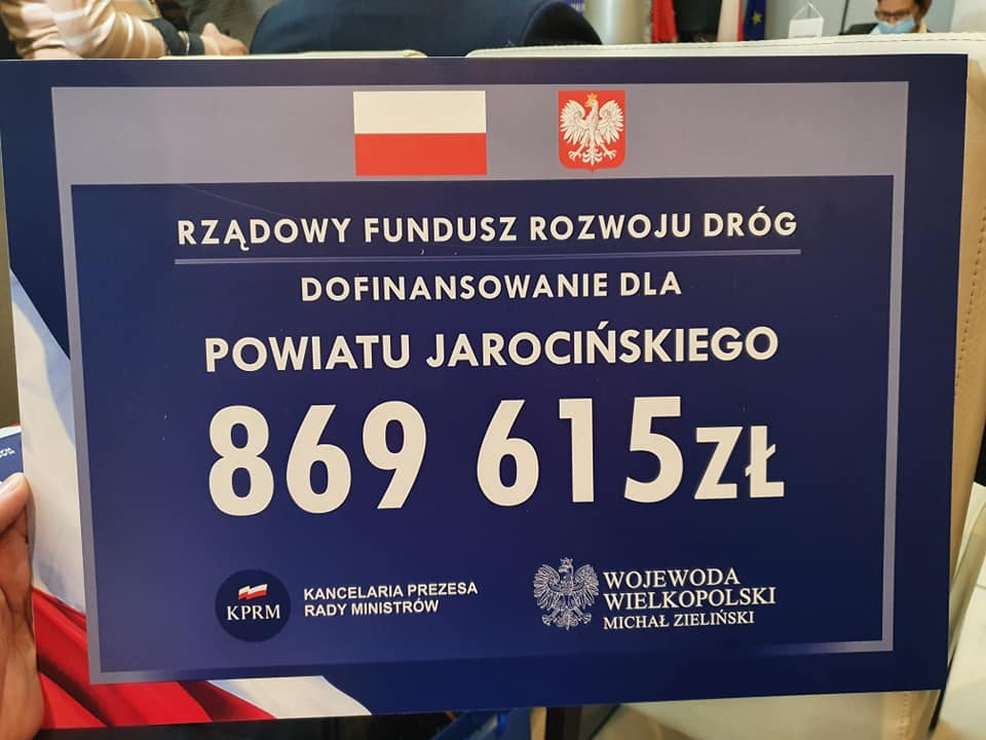 RZĄDOWY FUNDUSZ ROZWOJU DRÓG
DOFINANSOWANIE DLA
POWIATU JAROCIŃSKIEGO
869 615ZŁ
KPRM
KANCELARIA PREZESA
RADY MINISTRÓW
WOJEWODA
WIELKOPOLSKI
MICHAŁ ZIELIŃSKI